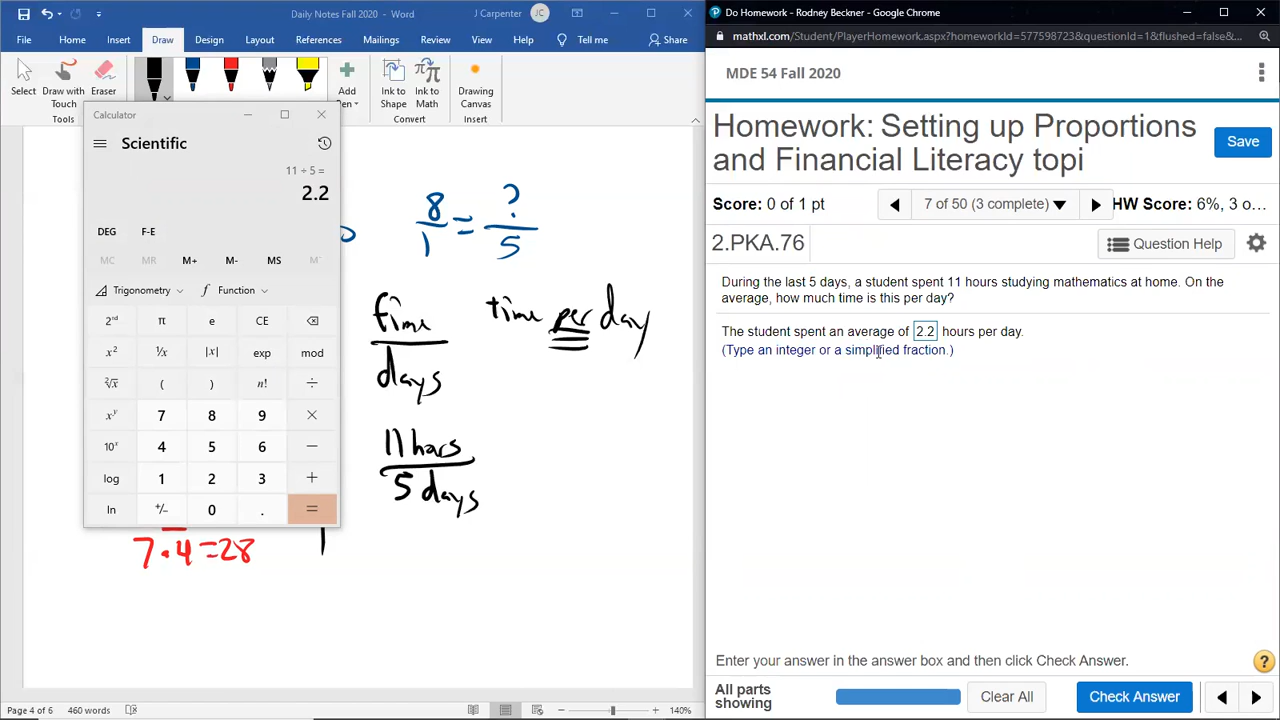 Daily Notes Fall 2020 - Word
J Carpenter
JC
File Home Insert Draw Design Layout References Mailings Review View Help Tell me Share
Select
Draw with Touch
Eraser
Add Pen
Ink to Shape
Ink to Math
Drawing Canvas
Tools
Convert
Insert
Calculator
Scientific
11 ÷ 5 =
2.2
DEG F-E
MC MR M+ M- MS
Trigonometry Function
2nd π e CE
x² ¹/x |x| exp mod
²√x ( ) n! ÷
xʸ 7 8 9 ×
10ˣ 4 5 6 −
log 1 2 3 +
ln +/− 0 . =
8/1 = ?/5
time
days
time per day
11 hours
5 days
7 · 4 = 28
Page 4 of 6 460 words
140%
Do Homework - Rodney Beckner - Google Chrome
mathxl.com/Student/PlayerHomework.aspx?homeworkId=577598723&questionId=1&flushed=false&...
MDE 54 Fall 2020
Homework: Setting up Proportions
and Financial Literacy topi
Save
Score: 0 of 1 pt
7 of 50 (3 complete)
HW Score: 6%, 3 o...
2.PKA.76
Question Help
During the last 5 days, a student spent 11 hours studying mathematics at home. On the
average, how much time is this per day?
The student spent an average of 2.2 hours per day.
(Type an integer or a simplified fraction.)
Enter your answer in the answer box and then click Check Answer.
?
All parts
showing
Clear All
Check Answer